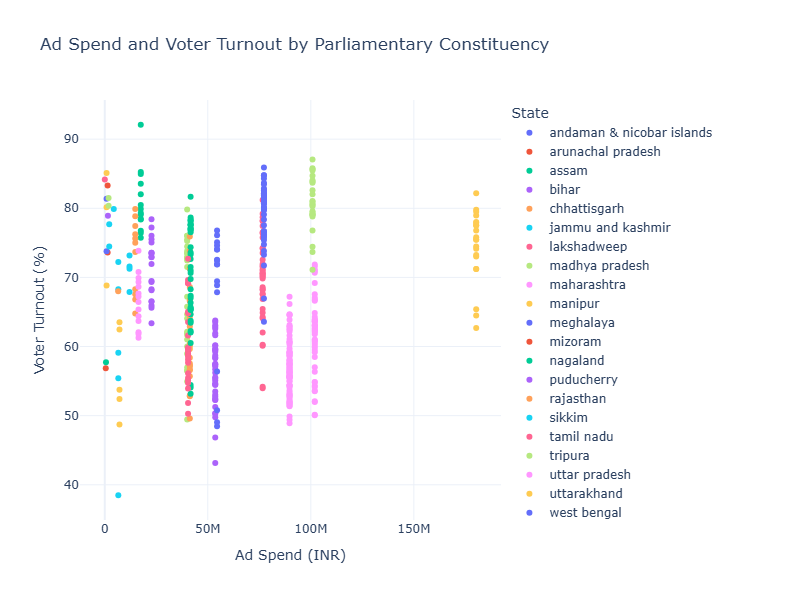 Ad Spend and Voter Turnout by Parliamentary Constituency
State
andaman & nicobar islands
arunachal pradesh
assam
bihar
chhattisgarh
jammu and kashmir
lakshadweep
madhya pradesh
maharashtra
manipur
meghalaya
mizoram
nagaland
puducherry
rajasthan
sikkim
tamil nadu
tripura
uttar pradesh
uttarakhand
west bengal
Voter Turnout (%)
90
80
70
60
50
40
0
50M
100M
150M
Ad Spend (INR)